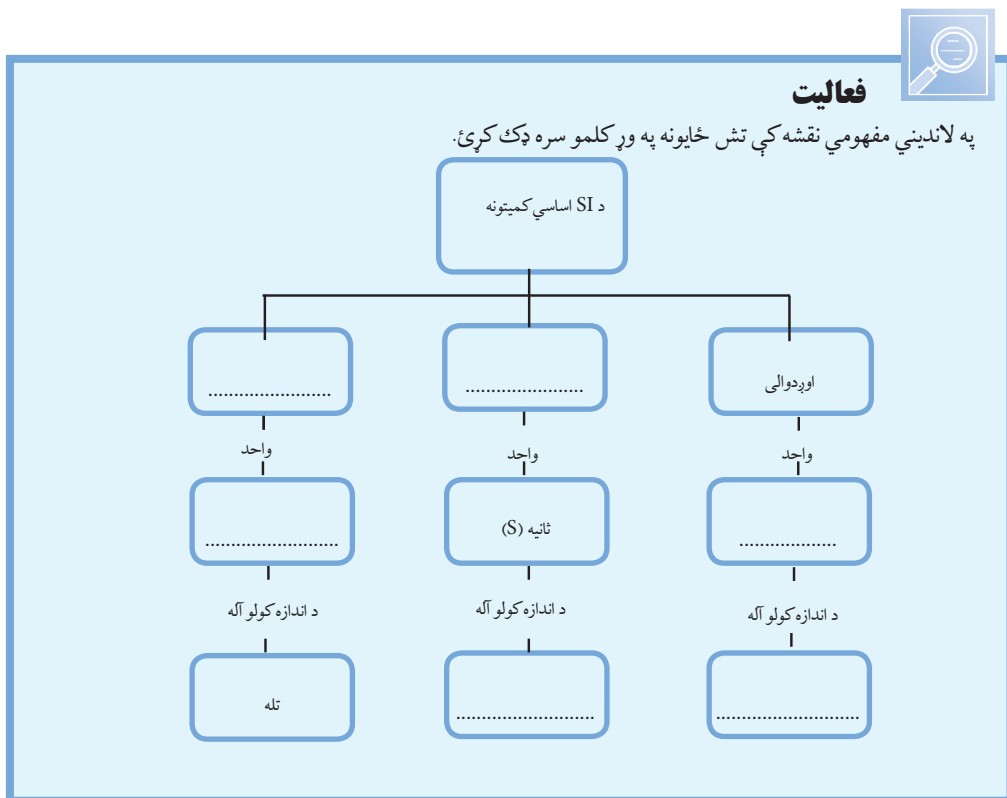 فعالیت
په لاندیني مفهومي نقشه کې تش ځایونه په وړ کلمو سره ډک کړئ.
د SI اساسي کمیتونه
اوږدوالی
........................
........................
واحد
واحد
واحد
...................
ثانیه (S)
..........................
د اندازه کولو آله
د اندازه کولو آله
د اندازه کولو آله
............................
...........................
تله